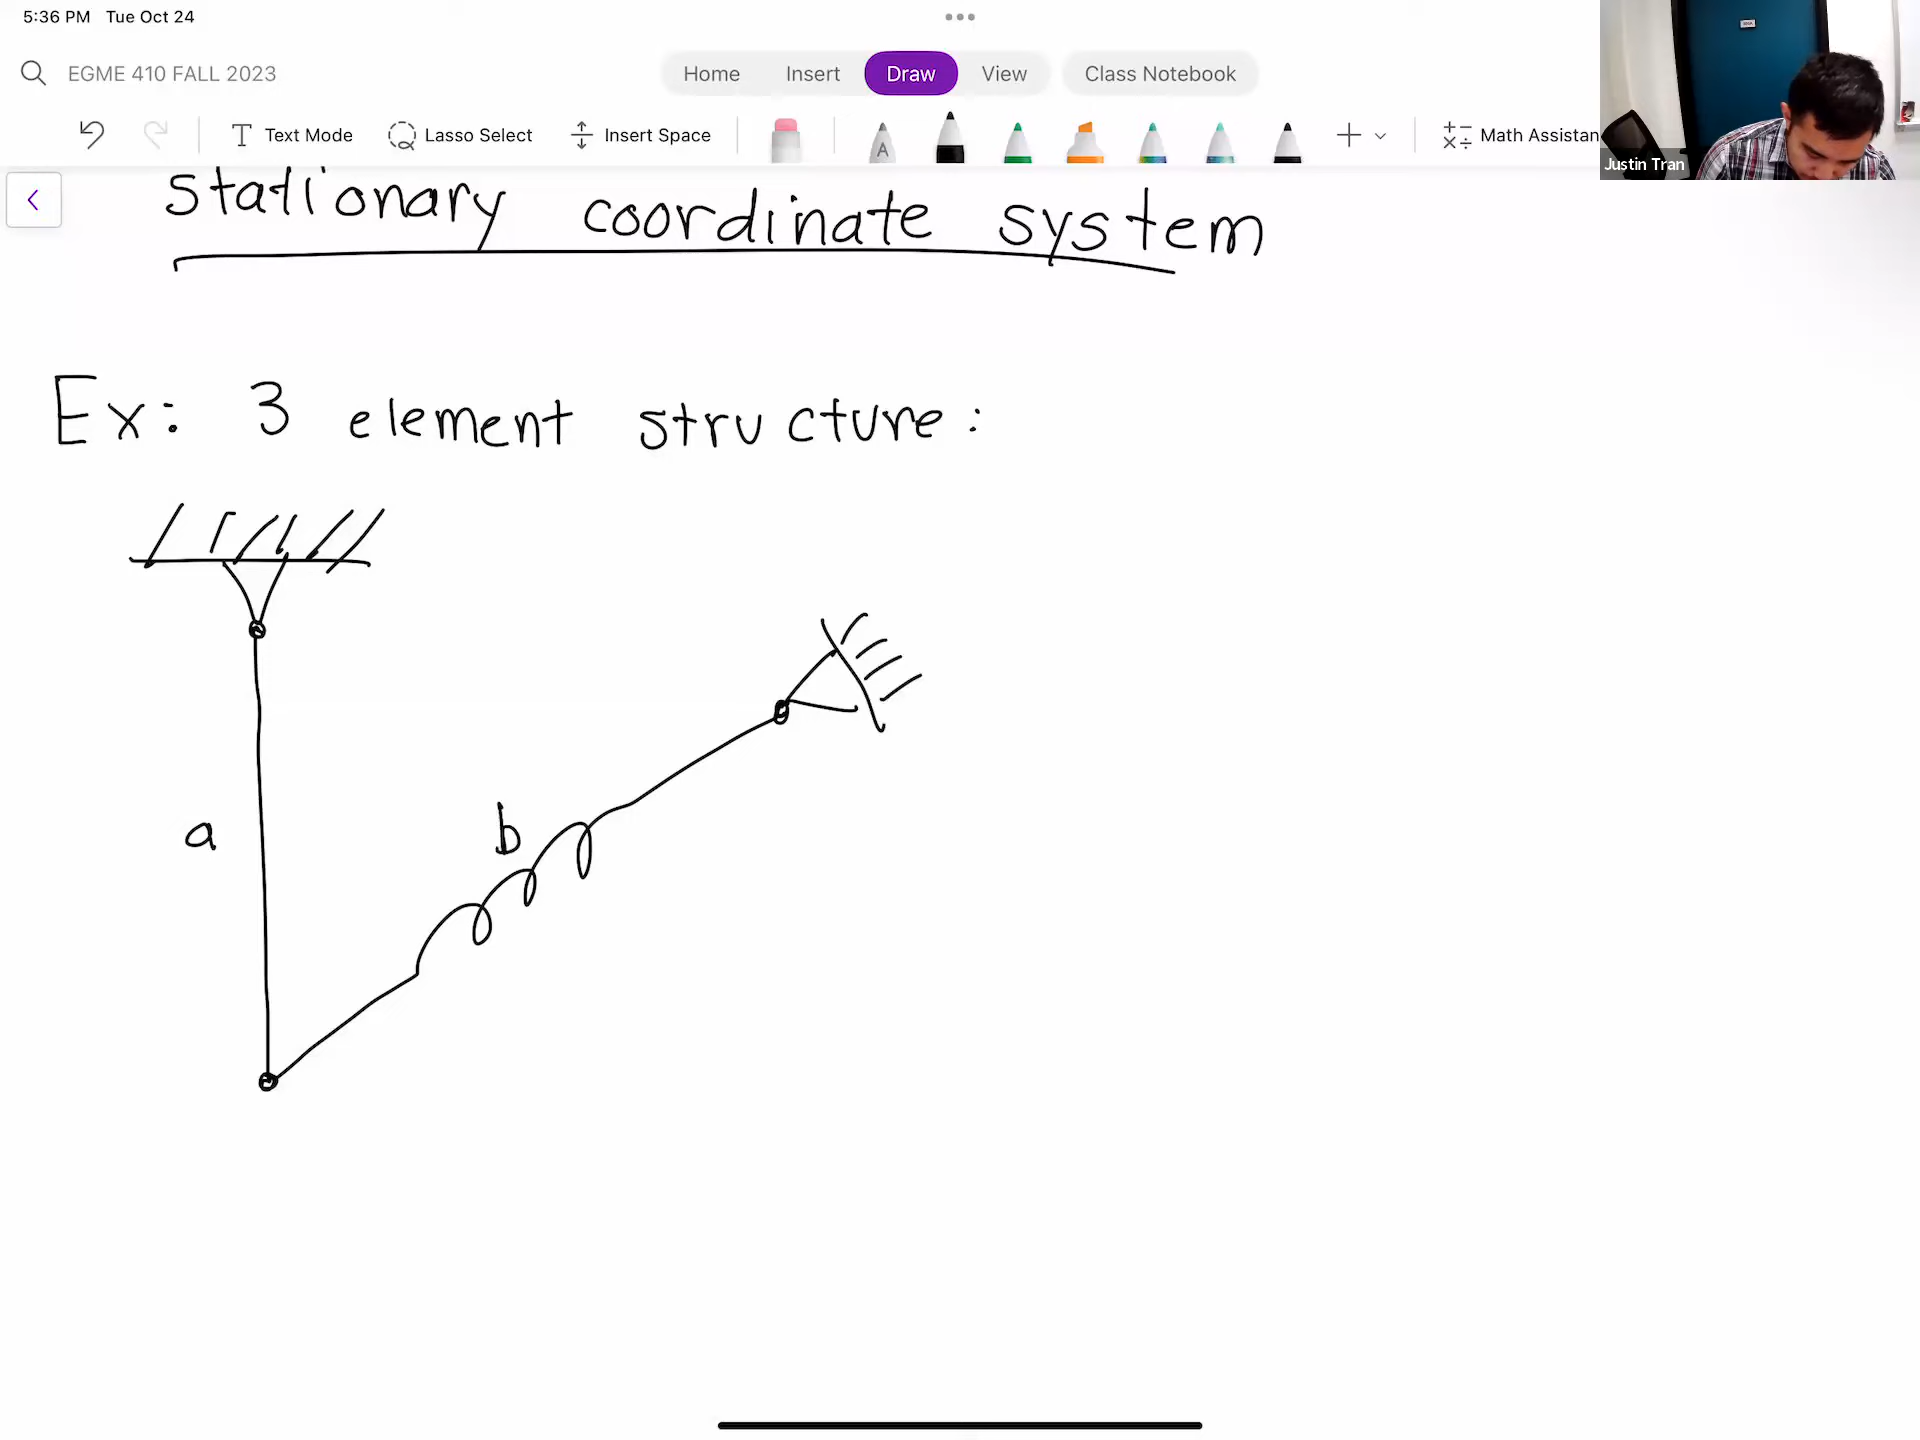 5:36 PM Tue Oct 24
EGME 410 FALL 2023
Home Insert Draw View Class Notebook
Text Mode Lasso Select Insert Space A Math Assistan
Justin Tran
stationary coordinate system
Ex: 3 element structure:
a
b